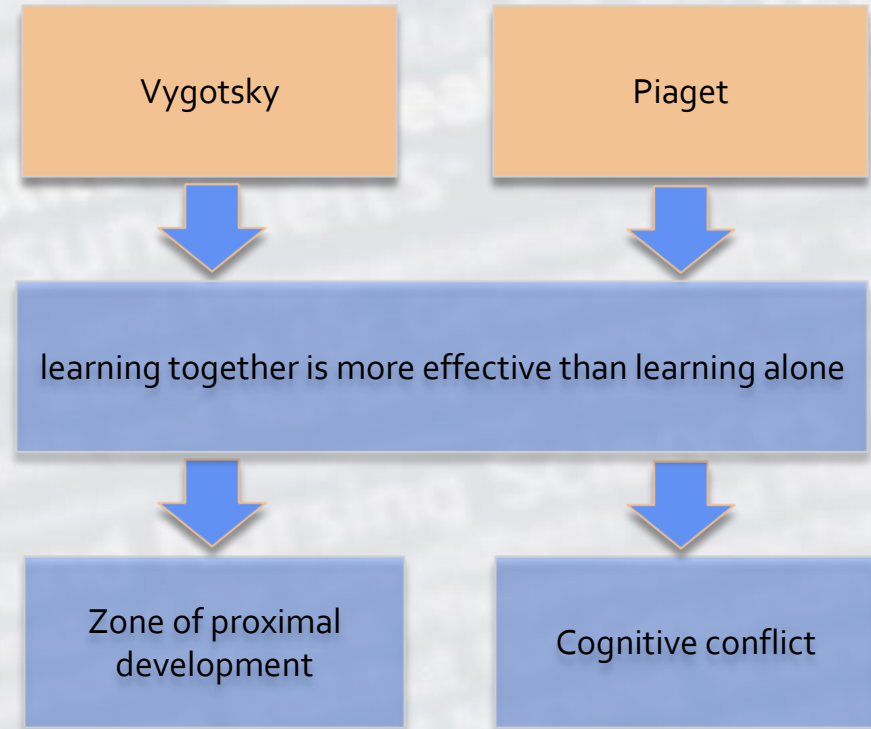 Vygotsky
Piaget
learning together is more effective than learning alone
Zone of proximal
development
Cognitive conflict